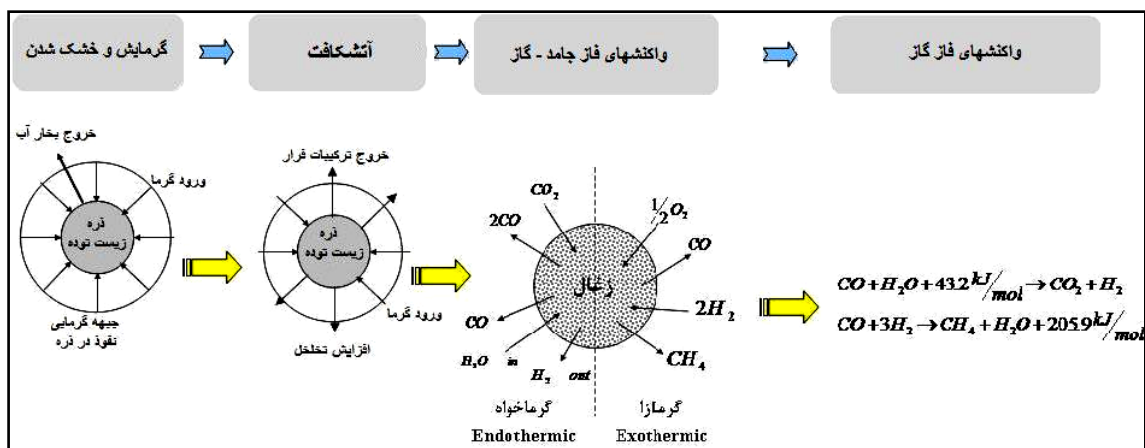 گرمایش و خشک شدن
آتشکافت
واکنشهای فاز جامد - گاز
واکنشهای فاز گاز
خروج بخار آب
ورود گرما
ذره
زیست توده
جبهه گرمایی
نفوذ در ذره
خروج ترکیبات فرار
ذره
زیست توده
ورود گرما
افزایش تخلخل
CO₂
2CO
½O₂
CO
زغال
CO
2H₂
H₂O in
H₂ out
CH₄
گرماخواه
Endothermic
گرمازا
Exothermic
CO + H₂O + 43.2 kJ/mol → CO₂ + H₂
CO + 3H₂ → CH₄ + H₂O + 205.9 kJ/mol